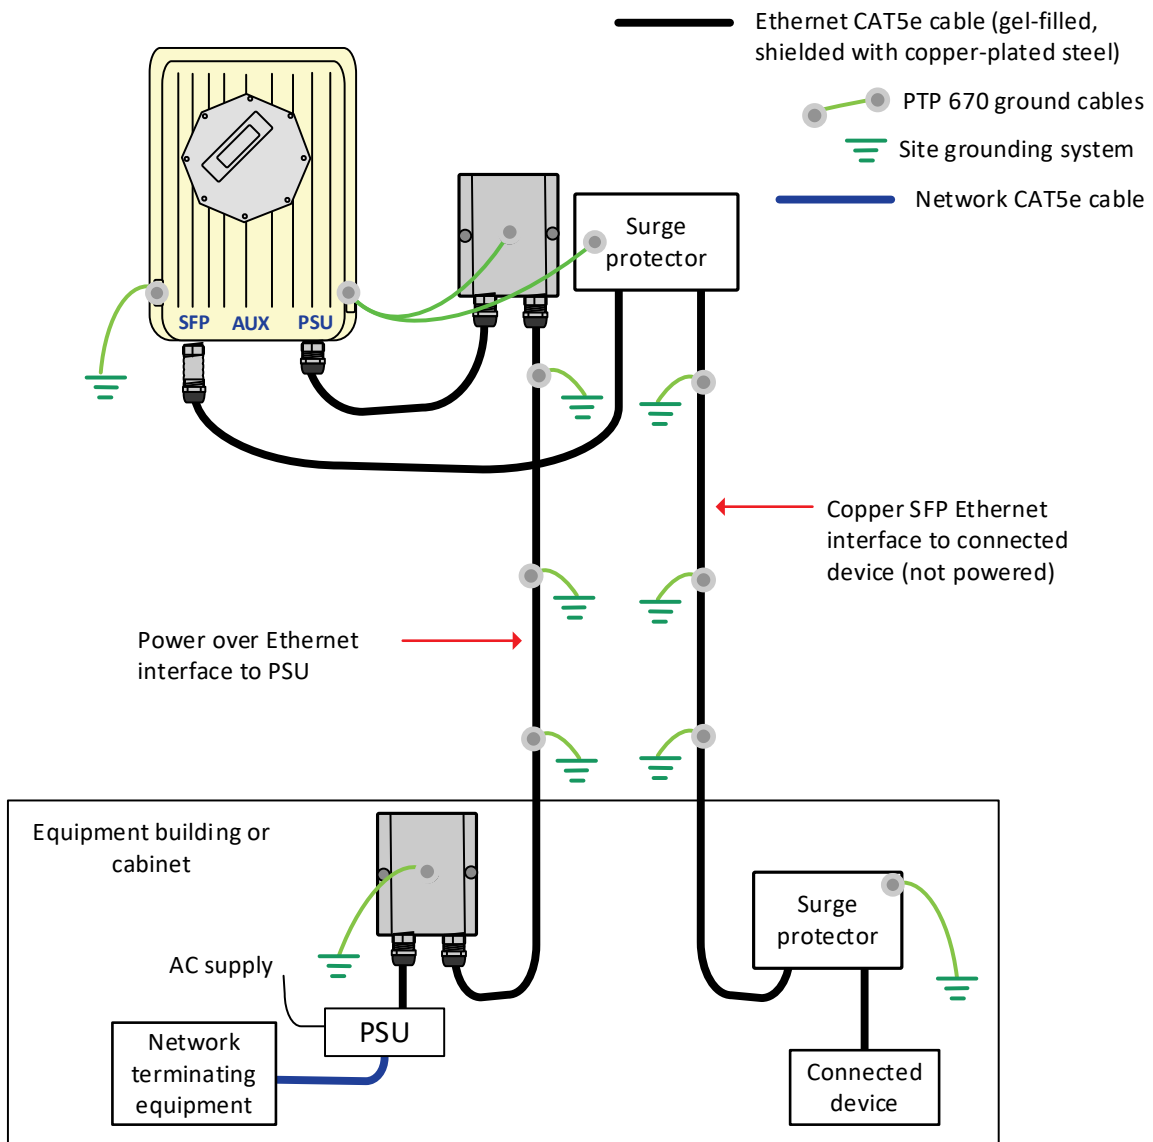 Ethernet CAT5e cable (gel-filled,
shielded with copper-plated steel)
PTP 670 ground cables
Site grounding system
Network CAT5e cable
Surge
protector
SFP
AUX
PSU
Copper SFP Ethernet
interface to connected
device (not powered)
Power over Ethernet
interface to PSU
Equipment building or
cabinet
Surge
protector
AC supply
PSU
Network
terminating
equipment
Connected
device